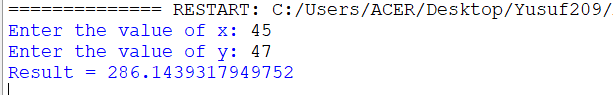 ============== RESTART: C:/Users/ACER/Desktop/Yusuf209/
Enter the value of x: 45
Enter the value of y: 47
Result = 286.1439317949752